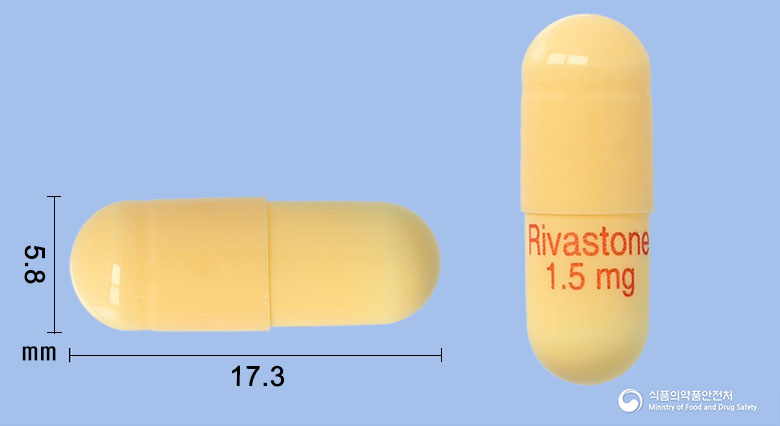 5.8
mm
17.3
Rivastone
1.5 mg
식품의약품안전처
Ministry of Food and Drug Safety